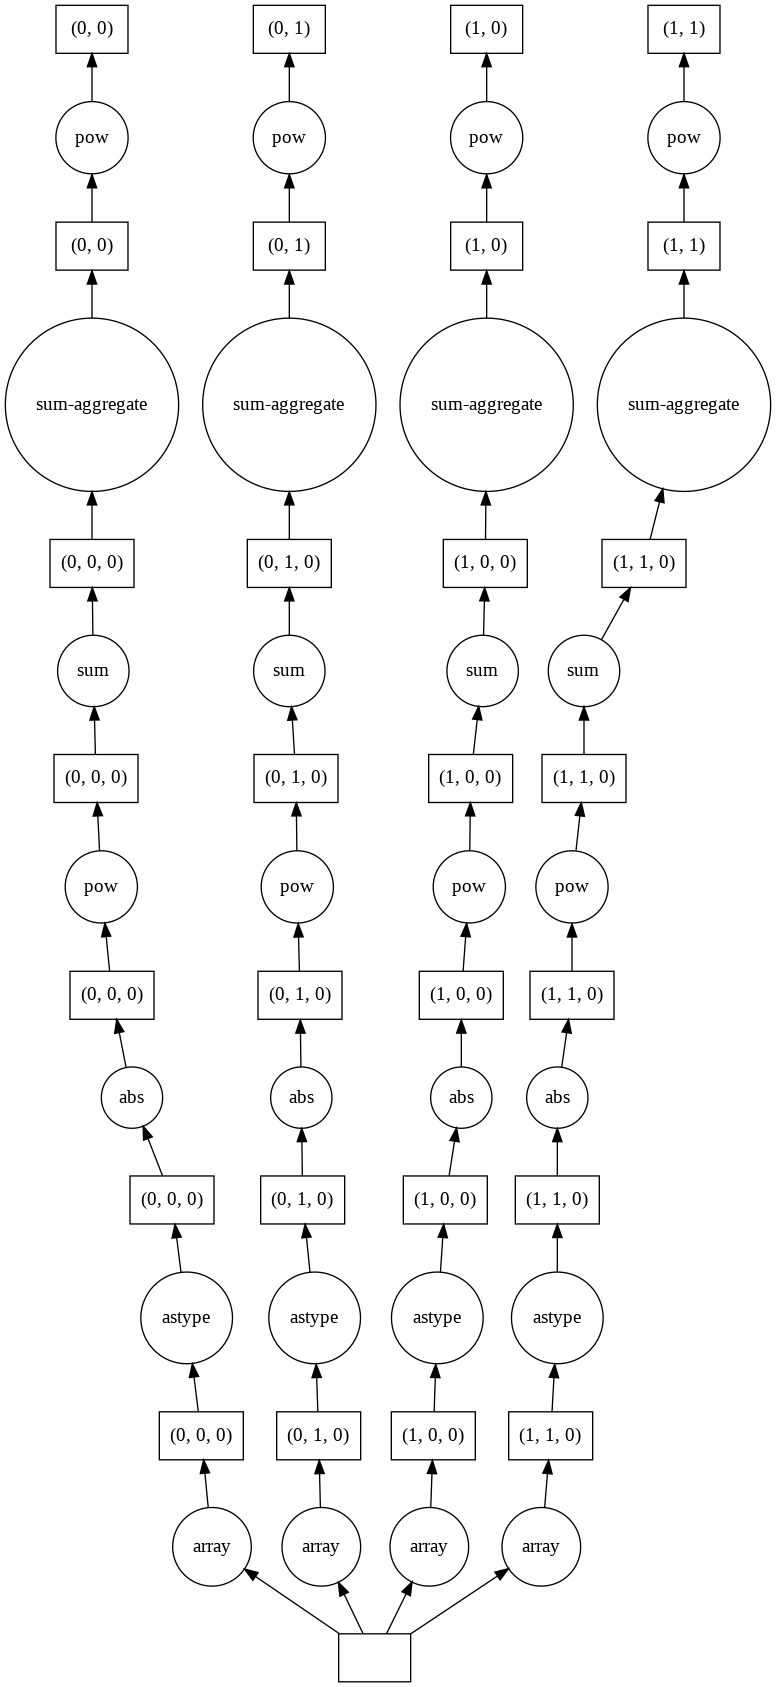 (0, 0) (0, 1) (1, 0) (1, 1)
pow pow pow pow
(0, 0) (0, 1) (1, 0) (1, 1)
sum-aggregate sum-aggregate sum-aggregate sum-aggregate
(0, 0, 0) (0, 1, 0) (1, 0, 0) (1, 1, 0)
sum sum sum sum
(0, 0, 0) (0, 1, 0) (1, 0, 0) (1, 1, 0)
pow pow pow pow
(0, 0, 0) (0, 1, 0) (1, 0, 0) (1, 1, 0)
abs abs abs abs
(0, 0, 0) (0, 1, 0) (1, 0, 0) (1, 1, 0)
astype astype astype astype
(0, 0, 0) (0, 1, 0) (1, 0, 0) (1, 1, 0)
array array array array